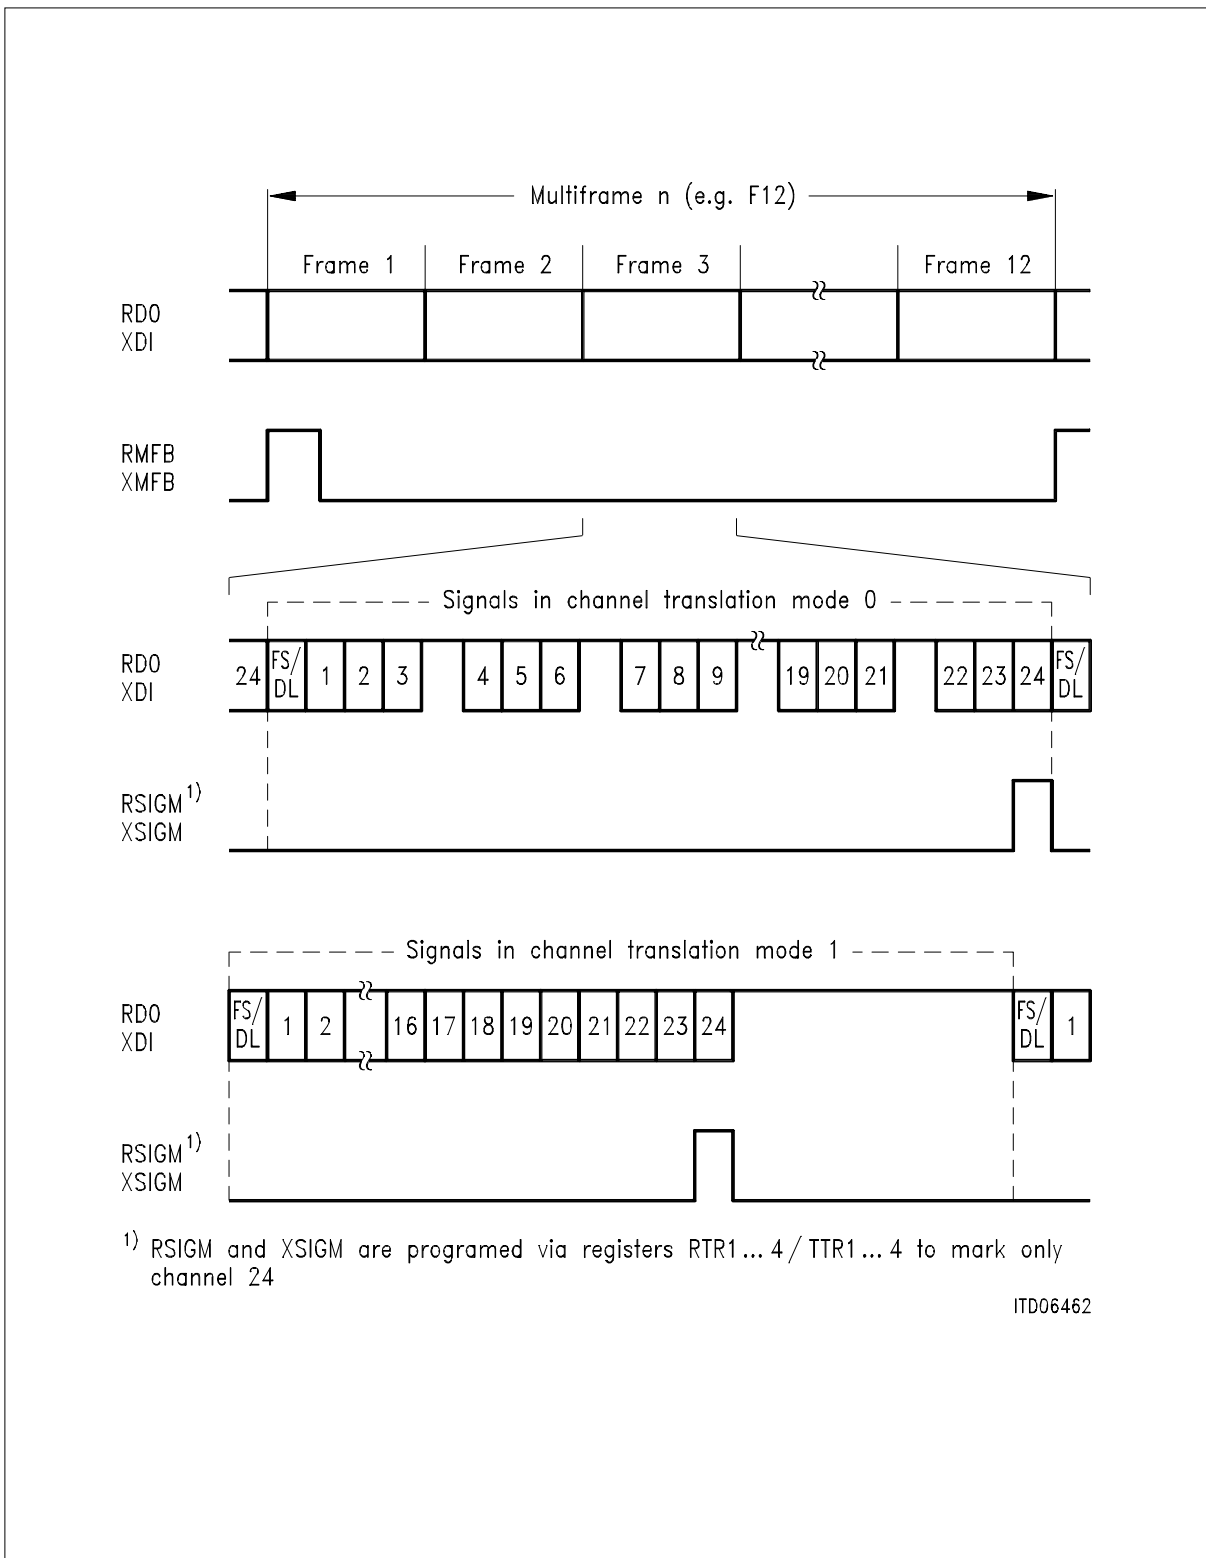 Multiframe n (e.g. F12)
Frame 1 Frame 2 Frame 3 Frame 12
RDO
XDI
RMFB
XMFB
Signals in channel translation mode 0
RDO
XDI
24 FS/DL 1 2 3 4 5 6 7 8 9 19 20 21 22 23 24 FS/DL
RSIGM 1)
XSIGM
Signals in channel translation mode 1
RDO
XDI
FS/DL 1 2 16 17 18 19 20 21 22 23 24 FS/DL 1
RSIGM 1)
XSIGM
1) RSIGM and XSIGM are programed via registers RTR1...4/TTR1...4 to mark only
channel 24
ITD06462